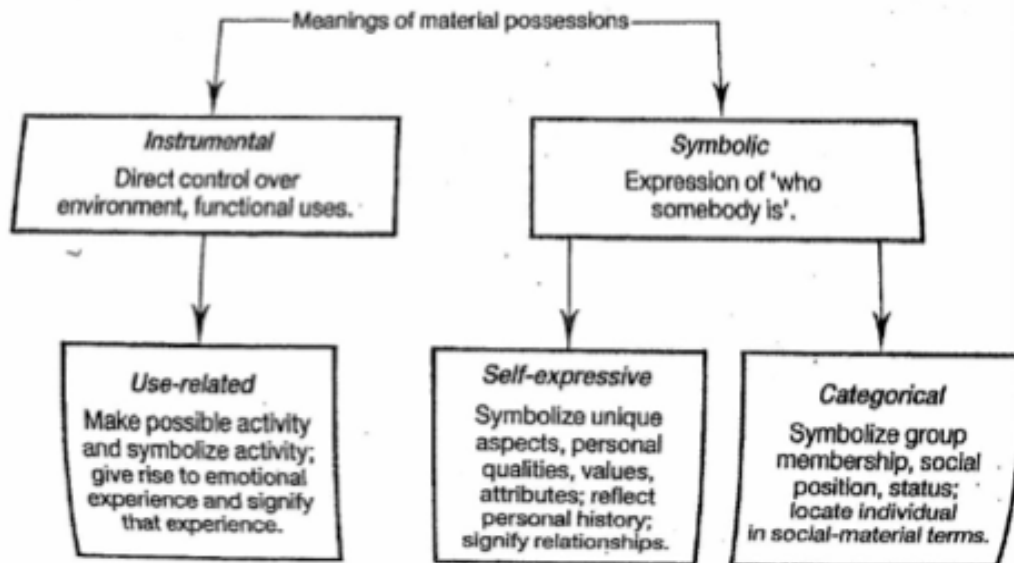 Meanings of material possessions
Instrumental
Direct control over
environment, functional uses.
Symbolic
Expression of 'who
somebody is'.
Use-related
Make possible activity
and symbolize activity;
give rise to emotional
experience and signify
that experience.
Self-expressive
Symbolize unique
aspects, personal
qualities, values,
attributes; reflect
personal history;
signify relationships.
Categorical
Symbolize group
membership, social
position, status;
locate individual
in social-material terms.